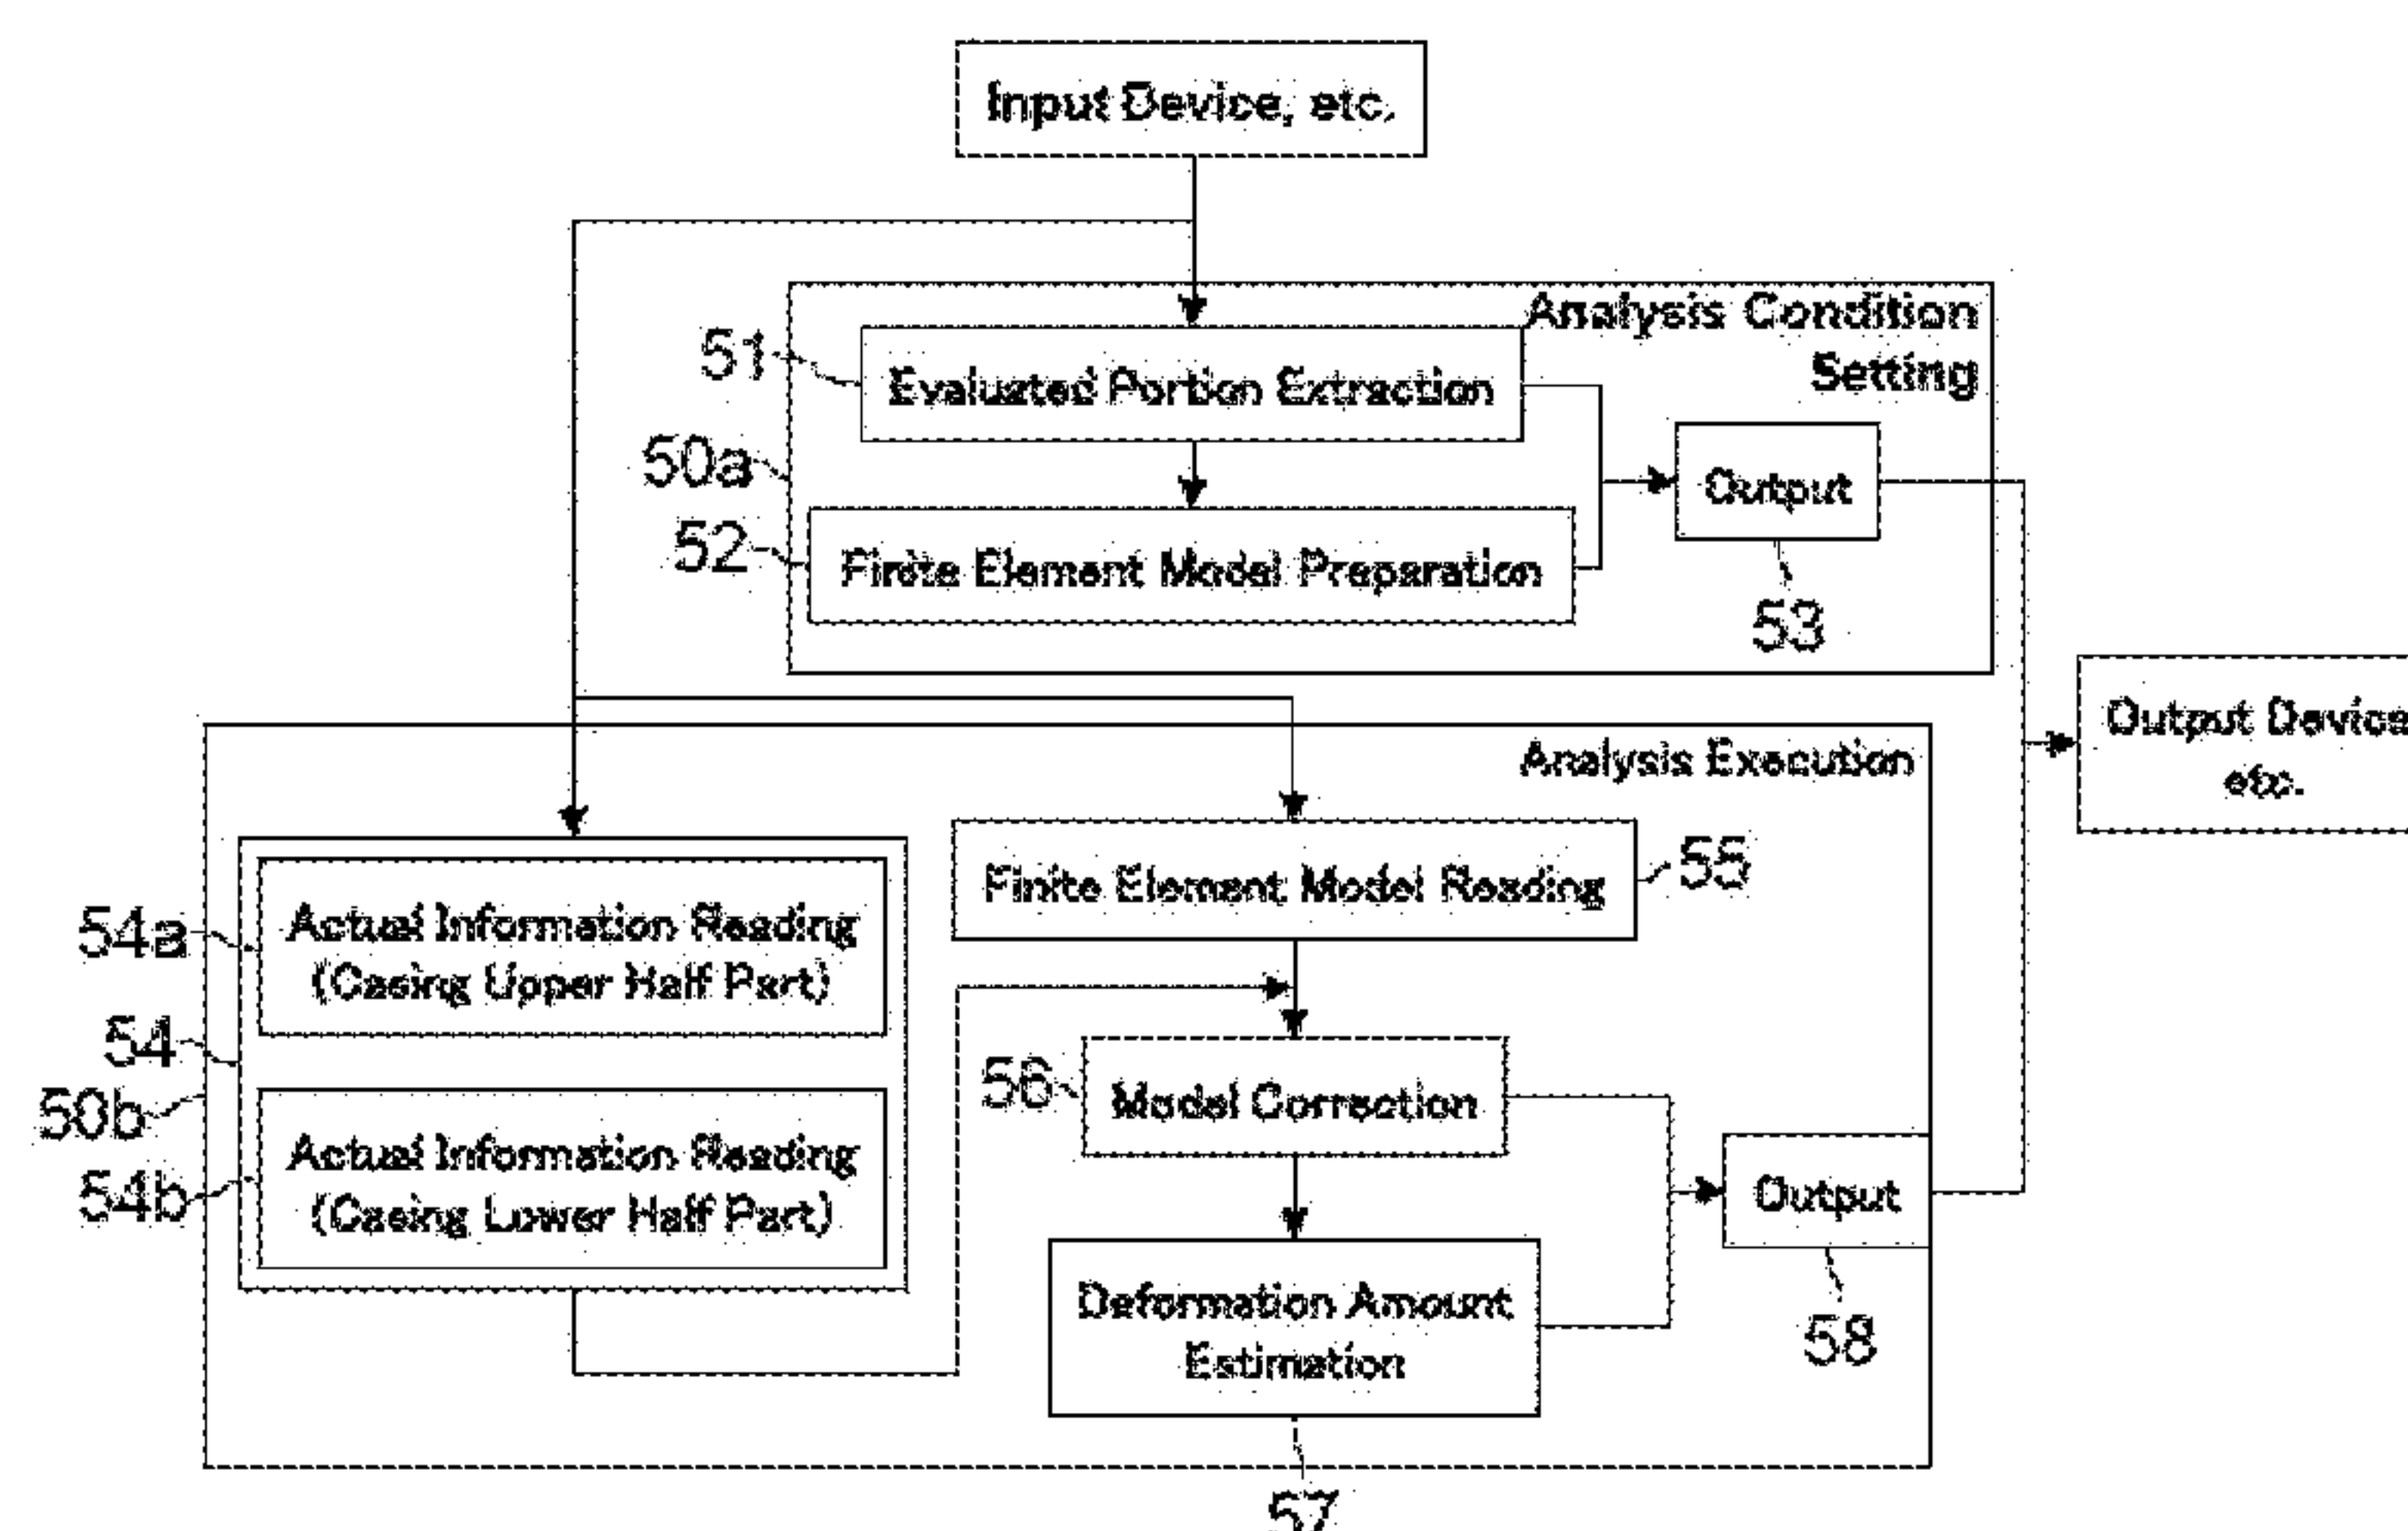 Input Device, etc.
Analysis Condition
Setting
51
Evaluated Portion Extraction
50a
Output
52
Finite Element Model Preparation
53
Output Device
etc.
Analysis Execution
54a
Actual Information Reading
(Casing Upper Half Part)
Finite Element Model Reading
55
54
50b
54b
Actual Information Reading
(Casing Lower Half Part)
56
Model Correction
Output
Deformation Amount
Estimation
58
57